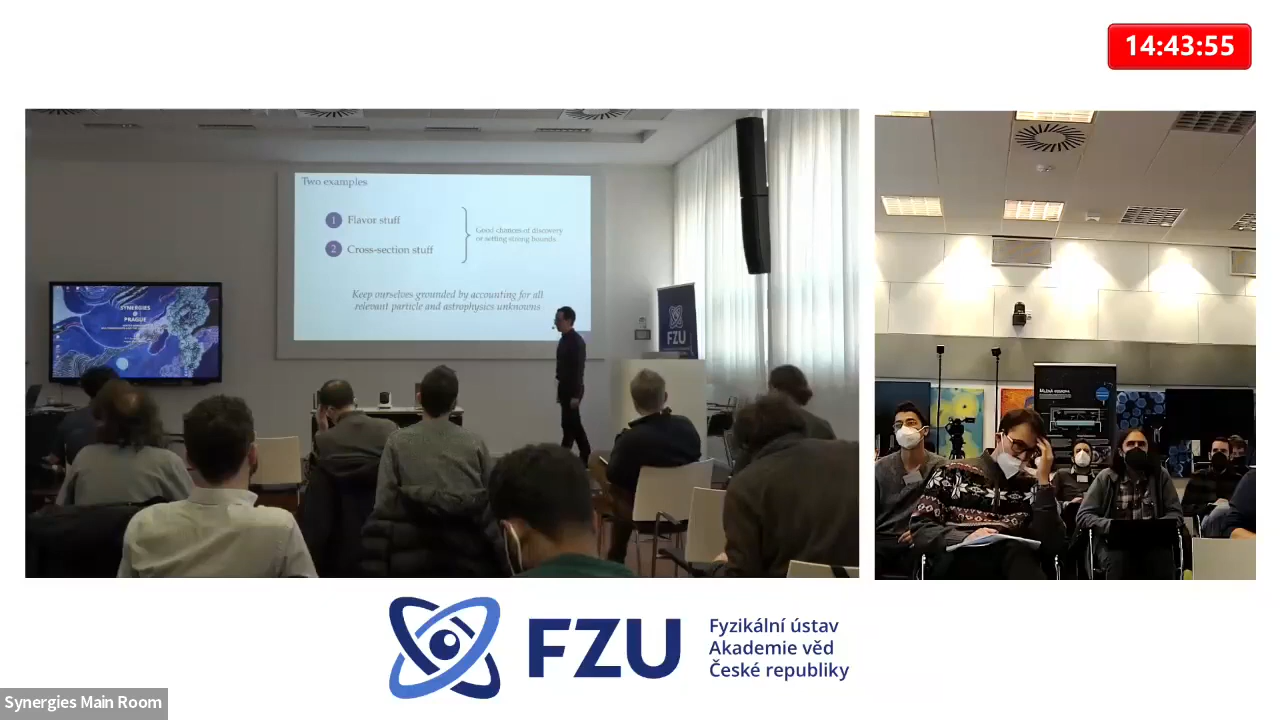 14:43:55
Two examples
1 Flavor stuff
2 Cross-section stuff
Good chances of discovery
or setting strong bounds
Keep ourselves grounded by accounting for all
relevant particle and astrophysics unknowns
SYNERGIES
@
PRAGUE
FZU
FZU
Fyzikální ústav
Akademie věd
České republiky
Synergies Main Room